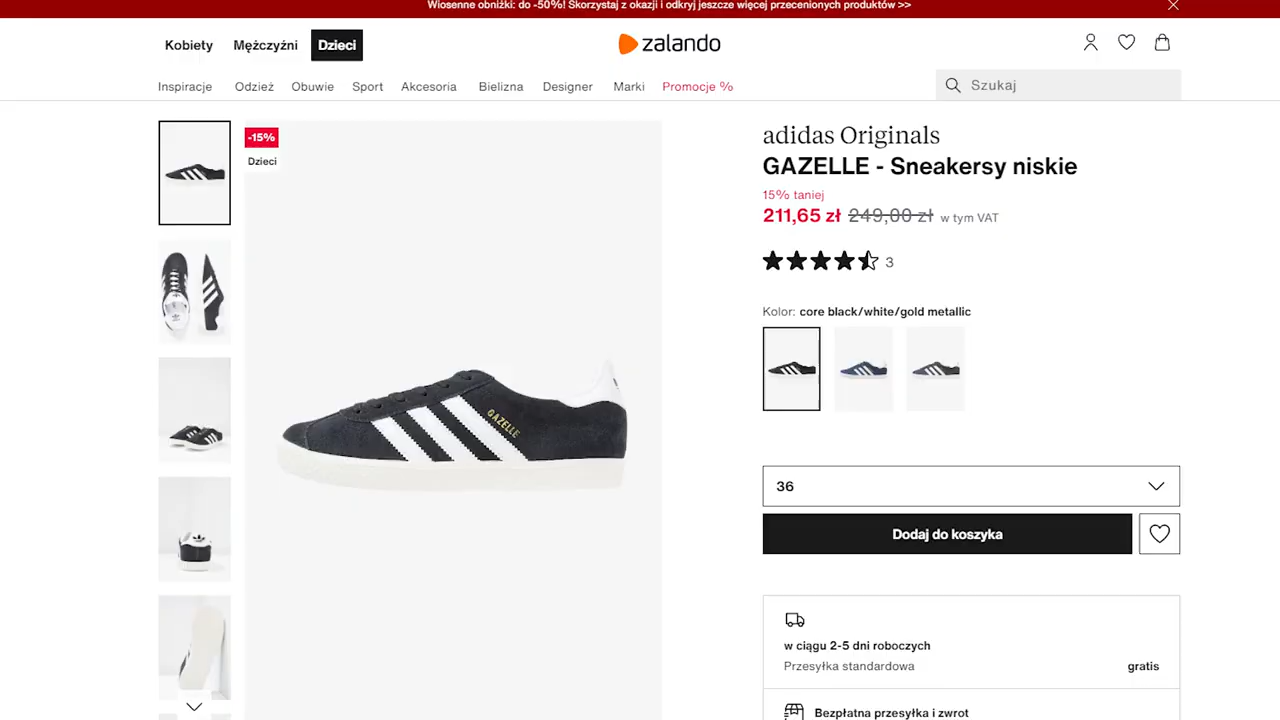 Wiosenne obniżki: do -50%! Skorzystaj z okazji i odkryj jeszcze więcej przecenionych produktów >>
Kobiety Mężczyźni Dzieci
zalando
Inspiracje Odzież Obuwie Sport Akcesoria Bielizna Designer Marki Promocje %
Szukaj
-15%
Dzieci
GAZELLE
adidas Originals
GAZELLE - Sneakersy niskie
15% taniej
211,65 zł 249,00 zł w tym VAT
3
Kolor: core black/white/gold metallic
36
Dodaj do koszyka
w ciągu 2-5 dni roboczych
Przesyłka standardowa gratis
Bezpłatna przesyłka i zwrot